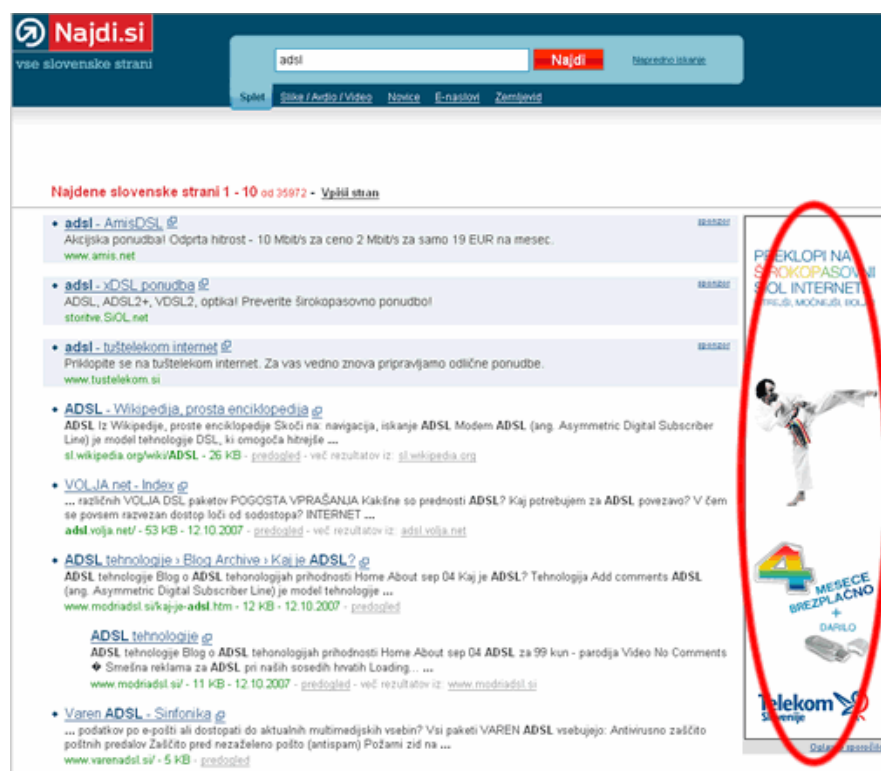 Najdi.si
vse slovenske strani
adsl
Najdi
Napredno iskanje
Splet Slike / Avdio / Video Novice E-naslovi Zemljevid
Najdene slovenske strani 1 - 10 od 35972 - Vpiši stran
• adsl - AmisDSL
sponzor
Akcijska ponudba! Odprta hitrost - 10 Mbit/s za ceno 2 Mbit/s za samo 19 EUR na mesec.
www.amis.net
• adsl - xDSL ponudba
sponzor
ADSL, ADSL2+, VDSL2, optika! Preverite širokopasovno ponudbo!
storitve.SiOL.net
• adsl - tuštelekom internet
sponzor
Priklopite se na tuštelekom internet. Za vas vedno znova pripravljamo odlične ponudbe.
www.tustelekom.si
• ADSL - Wikipedija, prosta enciklopedija
ADSL Iz Wikipedije, proste enciklopedije Skoči na: navigacija, iskanje ADSL Modem ADSL (ang. Asymmetric Digital Subscriber
Line) je model tehnologije DSL, ki omogoča hitrejše ...
sl.wikipedia.org/wiki/ADSL - 26 KB - predogled - več rezultatov iz: sl.wikipedia.org
• VOLJA net - Index
... različnih VOLJA DSL paketov POGOSTA VPRAŠANJA Kakšne so prednosti ADSL? Kaj potrebujem za ADSL povezavo? V čem
se povsem razvezan dostop loči od sodostopa? INTERNET ...
adsl.volja.net/ - 53 KB - 12.10.2007 - predogled - več rezultatov iz: adsl.volja.net
• ADSL tehnologije › Blog Archive › Kaj je ADSL?
ADSL tehnologije Blog o ADSL tehonologijah prihodnosti Home About sep 04 Kaj je ADSL? Tehnologija Add comments ADSL
(ang. Asymmetric Digital Subscriber Line) je model tehnologije ...
www.modriadsl.si/kaj-je-adsl.htm - 12 KB - 12.10.2007 - predogled
ADSL tehnologije
ADSL tehnologije Blog o ADSL tehonologijah prihodnosti Home About sep 04 ADSL za 99 kun - parodija Video No Comments
� Smešna reklama za ADSL pri naših sosedih hrvatih Loading... ...
www.modriadsl.si/ - 11 KB - 12.10.2007 - predogled - več rezultatov iz: www.modriadsl.si
• Varen ADSL - Sinfonika
... podatkov po e-pošti ali dostopati do aktualnih multimedijskih vsebin? Vsi paketi VAREN ADSL vsebujejo: Antivirusno zaščito
poštnih predalov Zaščito pred nezaželeno pošto (antispam) Požarni zid na ...
www.varenadsl.si/ - 5 KB - predogled
PREKLOPI NA
ŠIROKOPASOVNI
SIOL INTERNET
4
MESECE
BREZPLAČNO
+
DARILO
Telekom
Slovenije